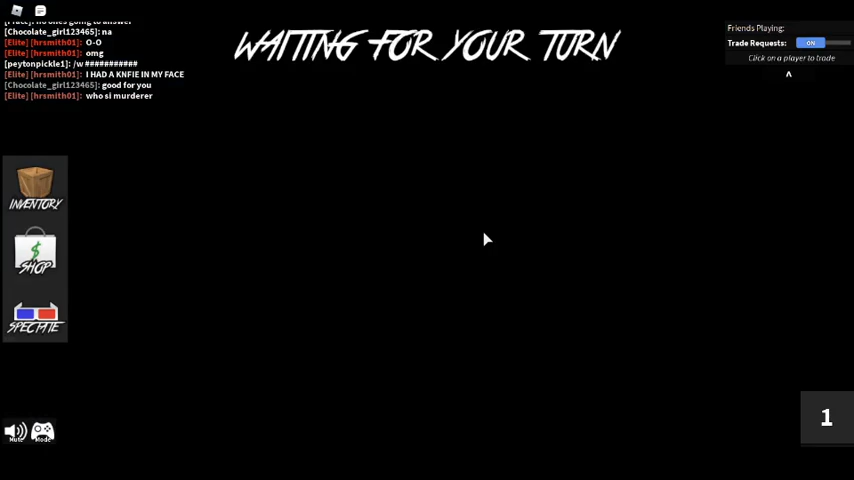 [Chocolate_girl123465]: na
[Elite] [hrsmith01]: O-O
[Elite] [hrsmith01]: omg
[peytonpickle1]: /w ###########
[Elite] [hrsmith01]: I HAD A KNFIE IN MY FACE
[Chocolate_girl123465]: good for you
[Elite] [hrsmith01]: who si murderer
WAITING FOR YOUR TURN
Friends Playing:
Trade Requests: ON
Click on a player to trade
INVENTORY
$
SHOP
SPECTATE
Mute Mode
1